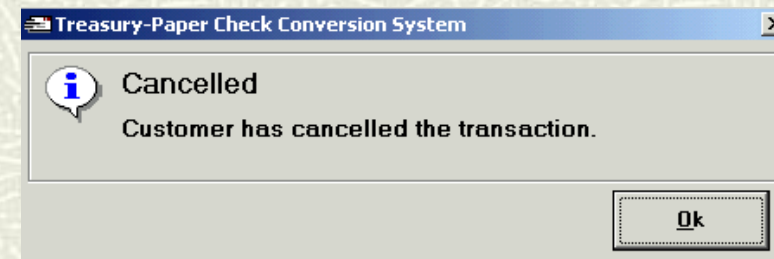 Treasury-Paper Check Conversion System
Cancelled
Customer has cancelled the transaction.
Ok